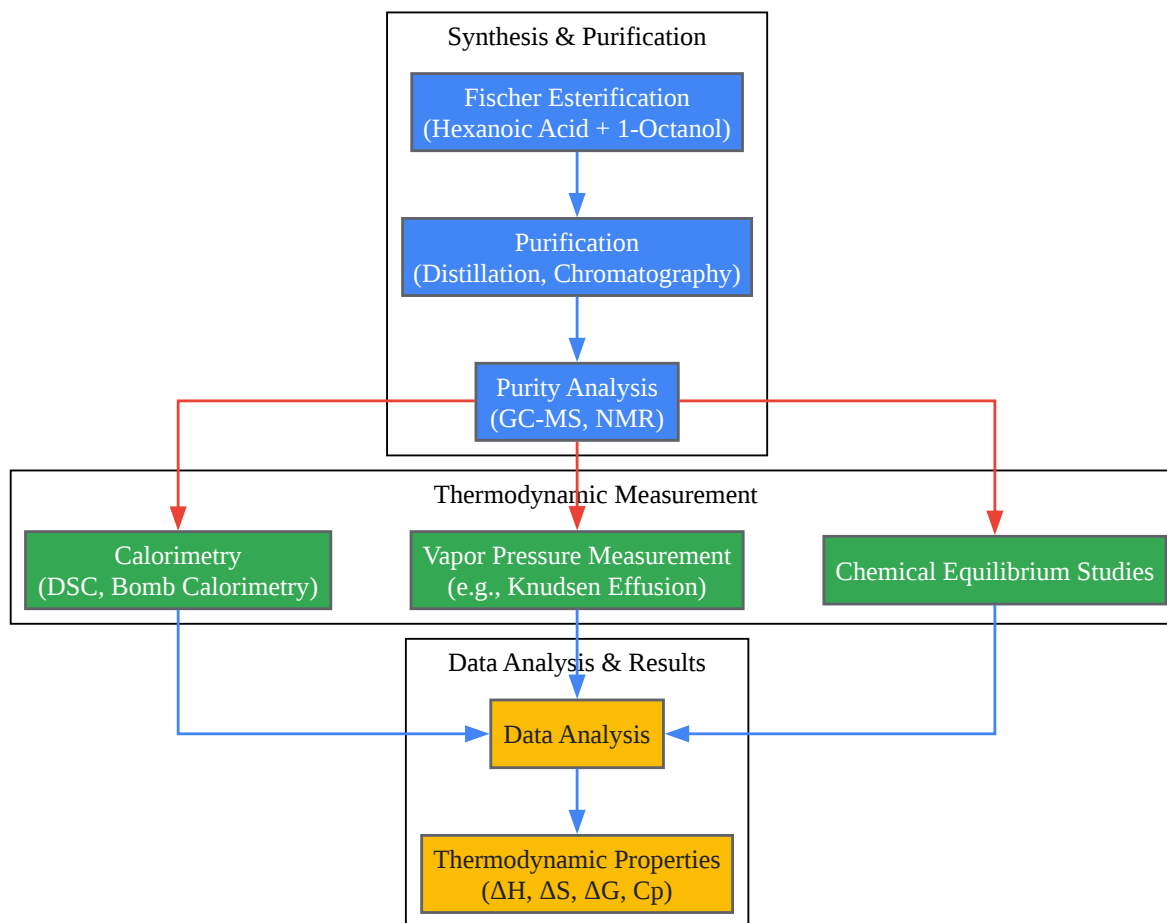 Synthesis & Purification
Fischer Esterification
(Hexanoic Acid + 1-Octanol)
Purification
(Distillation, Chromatography)
Purity Analysis
(GC-MS, NMR)
Thermodynamic Measurement
Calorimetry
(DSC, Bomb Calorimetry)
Vapor Pressure Measurement
(e.g., Knudsen Effusion)
Chemical Equilibrium Studies
Data Analysis & Results
Data Analysis
Thermodynamic Properties
(ΔH, ΔS, ΔG, Cp)